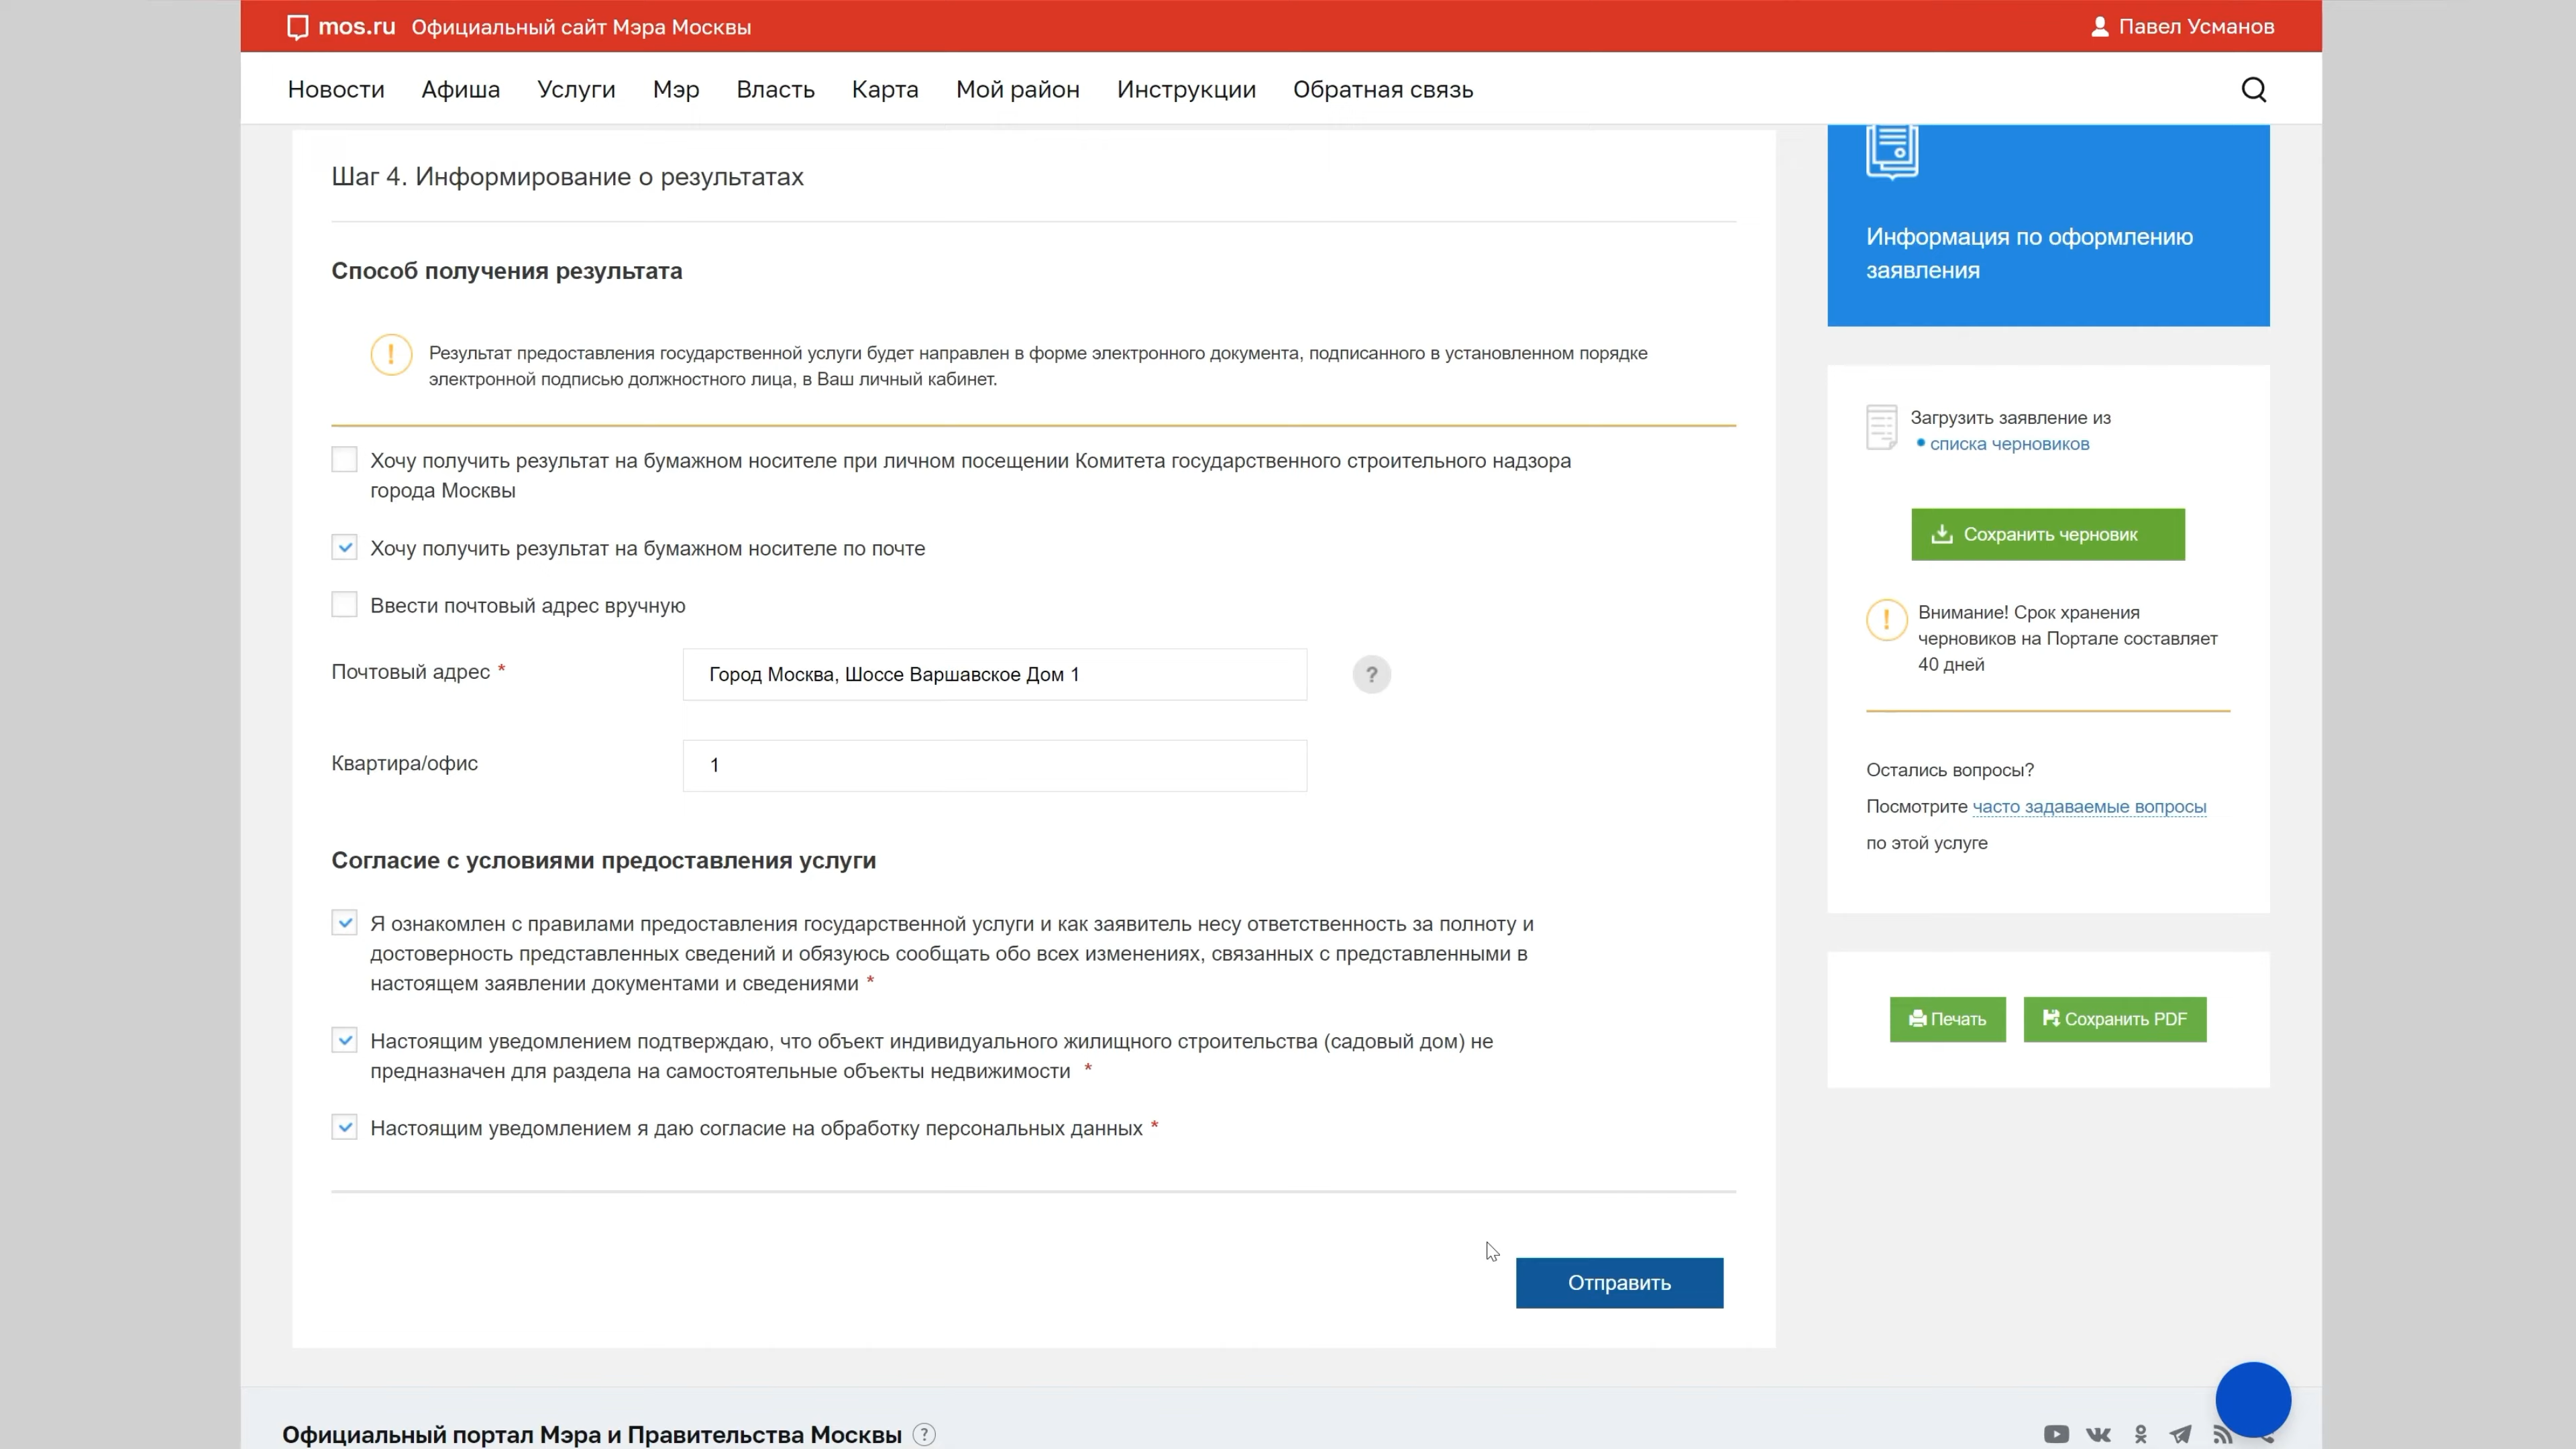 mos.ru Официальный сайт Мэра Москвы
Павел Усманов
Новости Афиша Услуги Мэр Власть Карта Мой район Инструкции Обратная связь
Шаг 4. Информирование о результатах
Способ получения результата
Результат предоставления государственной услуги будет направлен в форме электронного документа, подписанного в установленном порядке
электронной подписью должностного лица, в Ваш личный кабинет.
Хочу получить результат на бумажном носителе при личном посещении Комитета государственного строительного надзора
города Москвы
Хочу получить результат на бумажном носителе по почте
Ввести почтовый адрес вручную
Почтовый адрес *
Город Москва, Шоссе Варшавское Дом 1
?
Квартира/офис
1
Согласие с условиями предоставления услуги
Я ознакомлен с правилами предоставления государственной услуги и как заявитель несу ответственность за полноту и
достоверность представленных сведений и обязуюсь сообщать обо всех изменениях, связанных с представленными в
настоящем заявлении документами и сведениями *
Настоящим уведомлением подтверждаю, что объект индивидуального жилищного строительства (садовый дом) не
предназначен для раздела на самостоятельные объекты недвижимости *
Настоящим уведомлением я даю согласие на обработку персональных данных *
Отправить
Информация по оформлению
заявления
Загрузить заявление из
• списка черновиков
Сохранить черновик
Внимание! Срок хранения
черновиков на Портале составляет
40 дней
Остались вопросы?
Посмотрите часто задаваемые вопросы
по этой услуге
Печать
Сохранить PDF
Официальный портал Мэра и Правительства Москвы ?